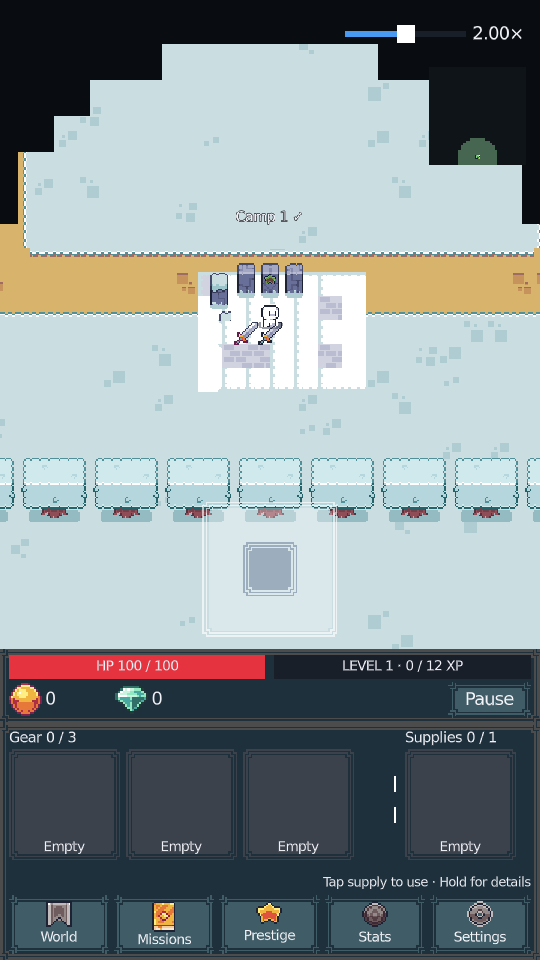 2.00×
Camp 1 ♂
HP 100 / 100
LEVEL 1 · 0 / 12 XP
0
0
Pause
Gear 0 / 3
Supplies 0 / 1
Empty
Empty
Empty
Empty
Tap supply to use · Hold for details
World
Missions
Prestige
Stats
Settings